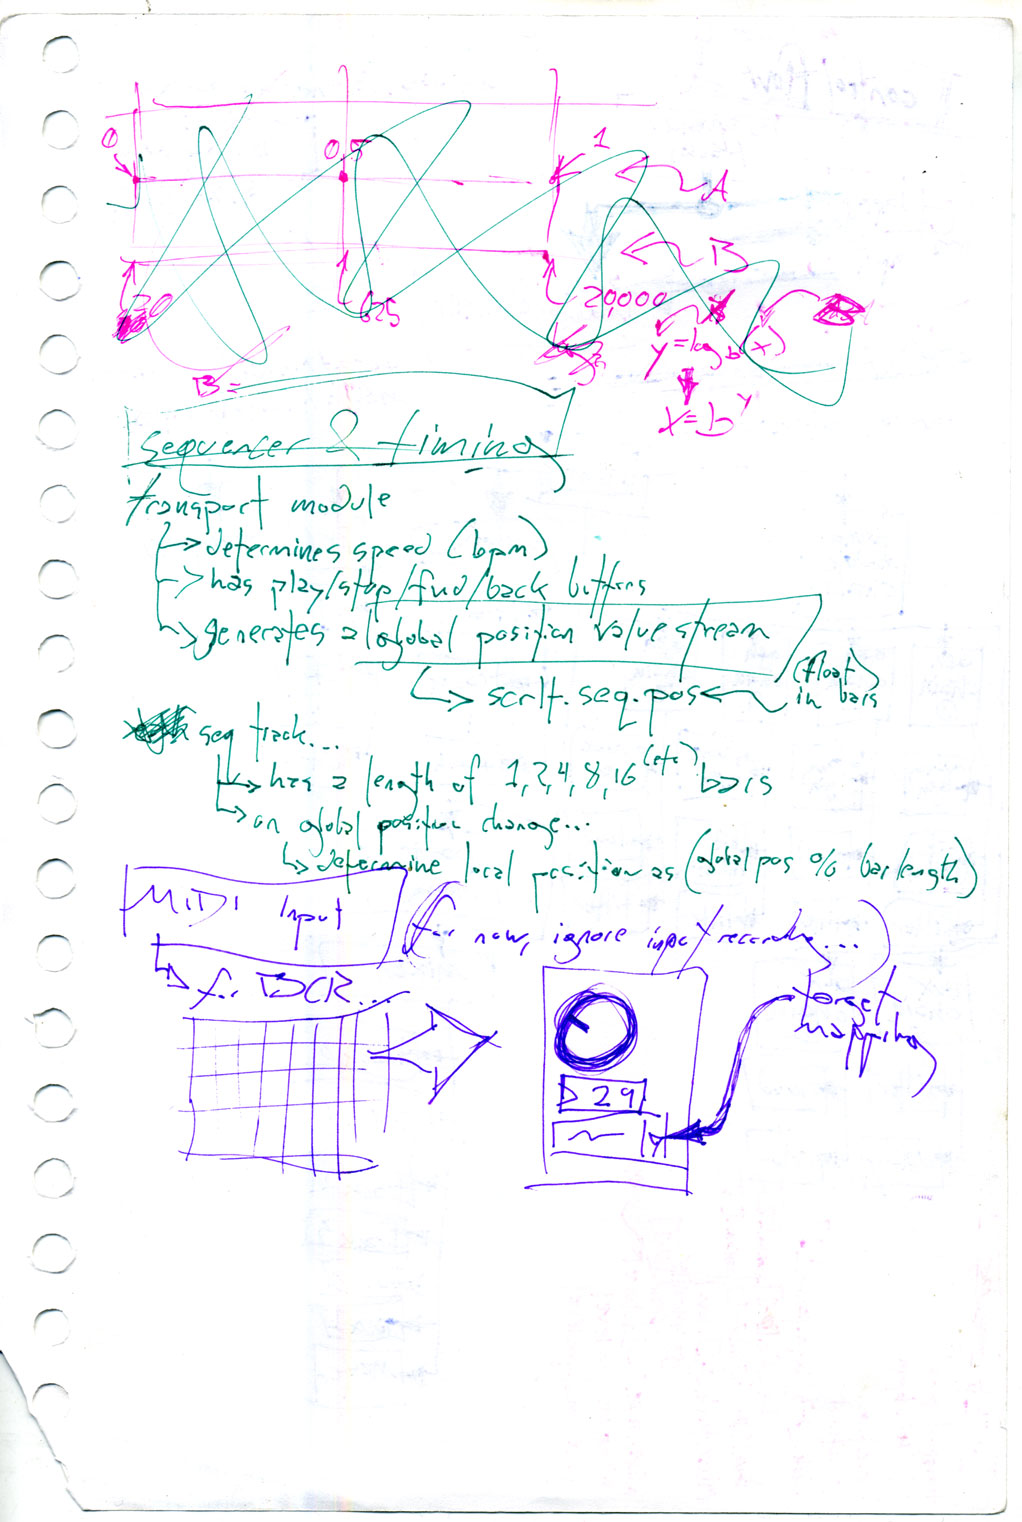 0
0.5
1
A
B
20
625
20,000
y = log b (x)
x = b^y
B =
Sequencer & timing
transport module
→ determines speed (bpm)
→ has play/stop/fwd/back buttons
→ generates a global position value stream
→ scrlt.seq.pos ← (float) in bars
seq track...
→ has a length of 1, 2, 4, 8, 16 (etc) bars
→ on global position change...
→ determine local position as (global pos % bar length)
MIDI Input
(for now, ignore input/recording...)
→ for BCR...
target
mapping
29